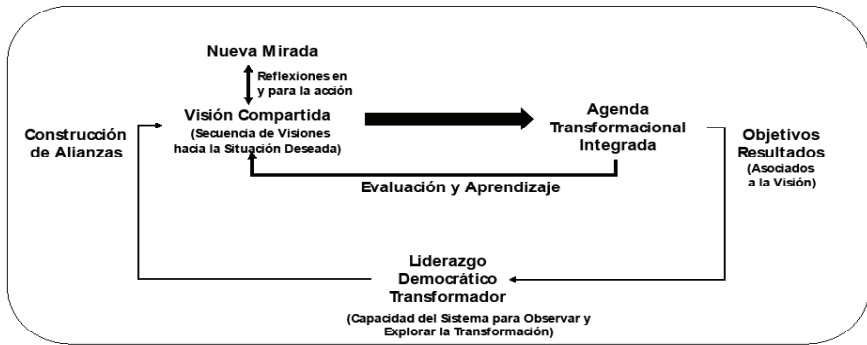 Nueva Mirada
Reflexiones en
y para la acción
Visión Compartida
(Secuencia de Visiones
hacia la Situación Deseada)
Construcción
de Alianzas
Agenda
Transformacional
Integrada
Objetivos
Resultados
(Asociados
a la Visión)
Evaluación y Aprendizaje
Liderazgo
Democrático
Transformador
(Capacidad del Sistema para Observar y
Explorar la Transformación)